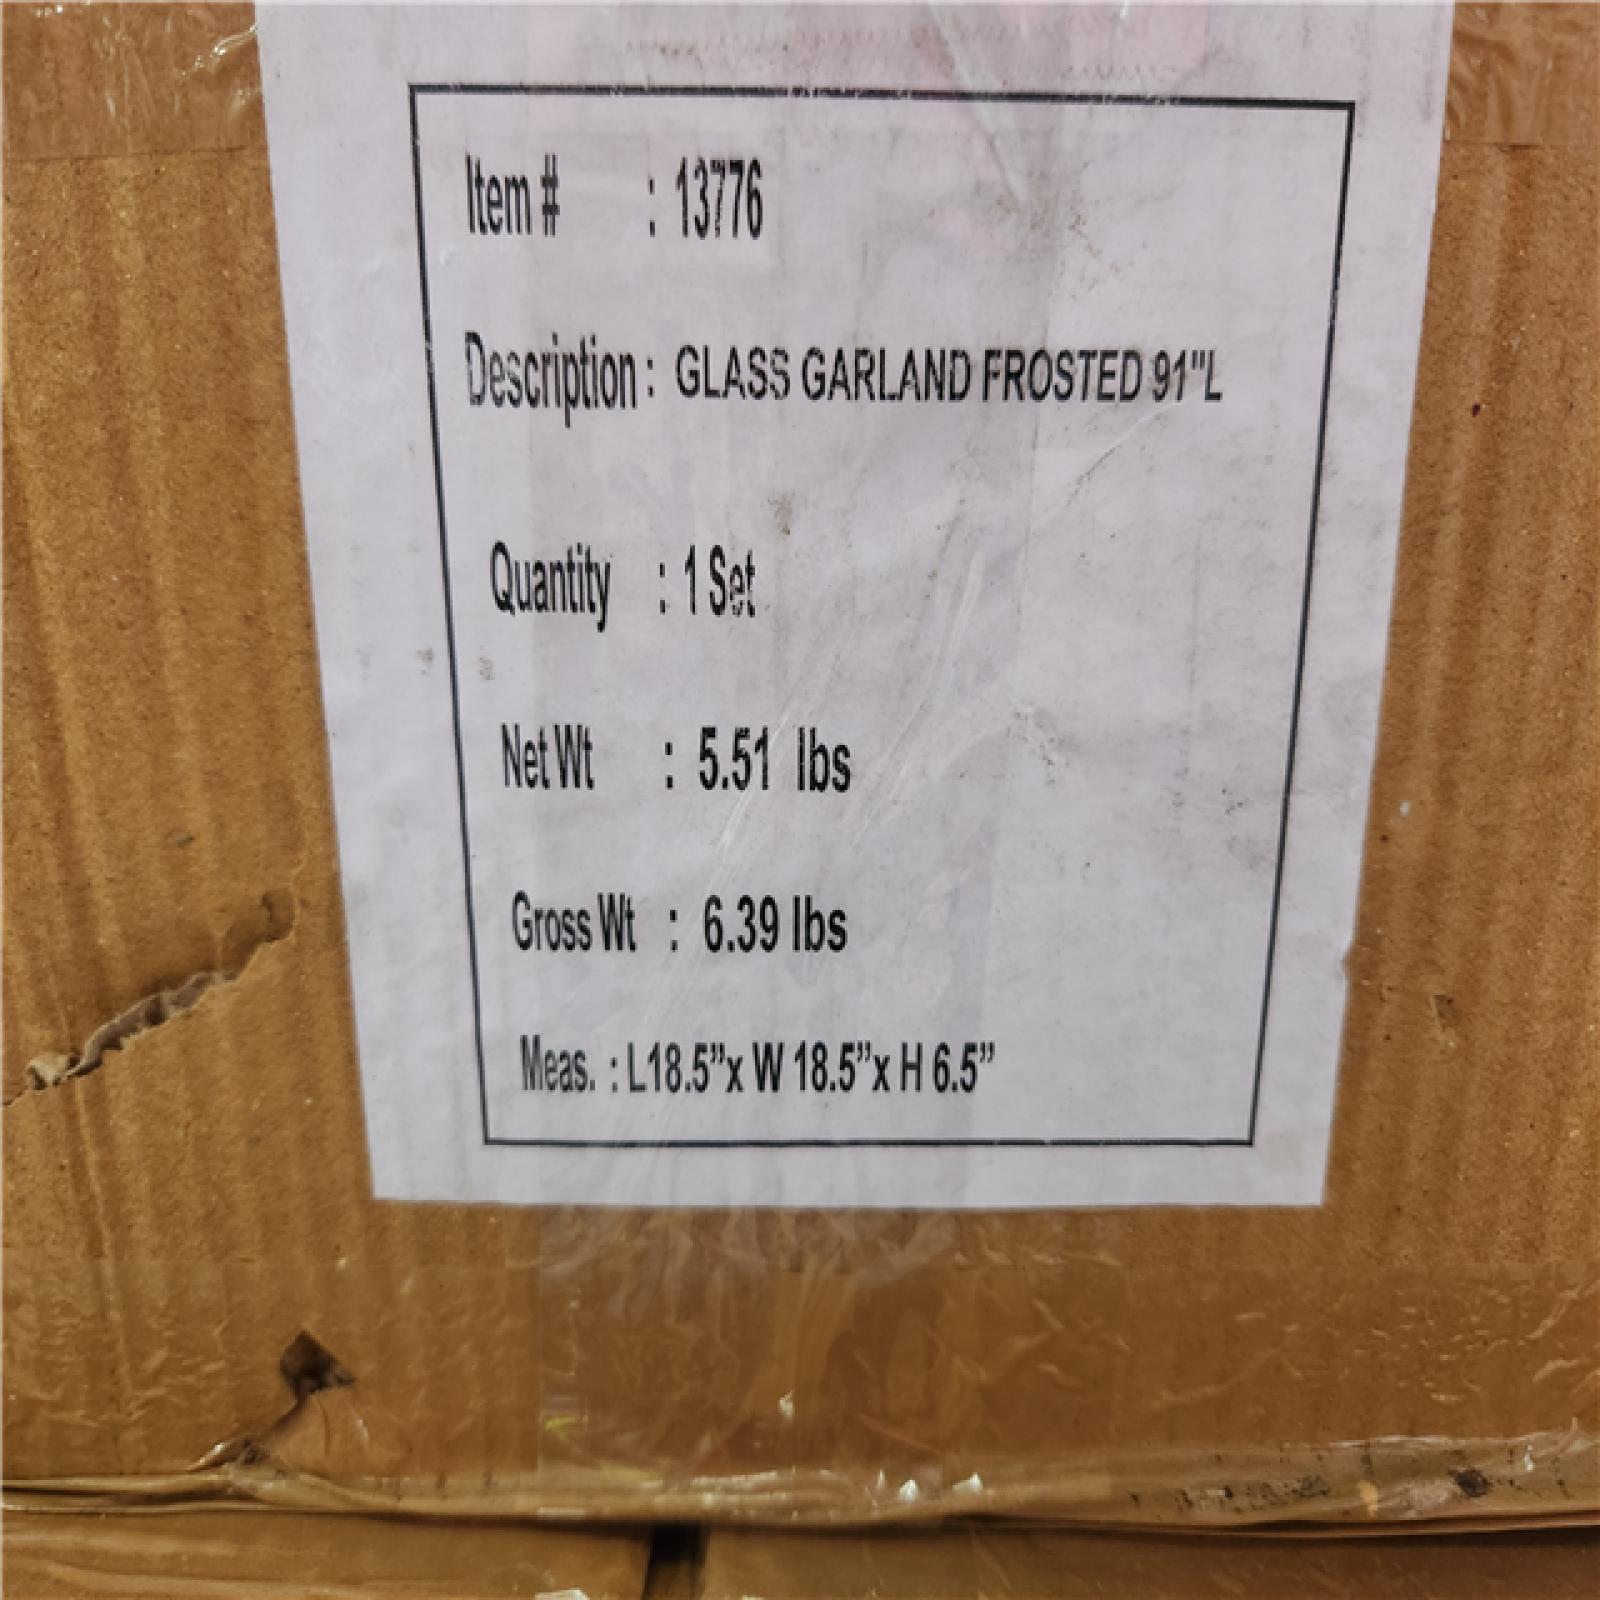 Item # : 13776
Description : GLASS GARLAND FROSTED 91"L
Quantity : 1 Set
Net Wt : 5.51 lbs
Gross Wt : 6.39 lbs
Meas. : L18.5”x W 18.5”x H 6.5”